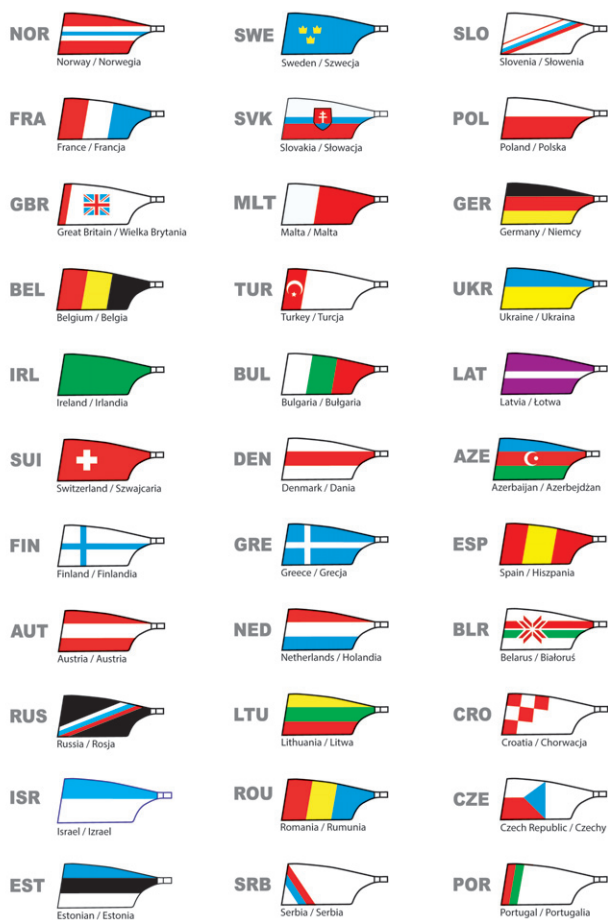 NOR
Norway / Norwegia
SWE
Sweden / Szwecja
SLO
Slovenia / Słowenia
FRA
France / Francja
SVK
Slovakia / Słowacja
POL
Poland / Polska
GBR
Great Britain / Wielka Brytania
MLT
Malta / Malta
GER
Germany / Niemcy
BEL
Belgium / Belgia
TUR
Turkey / Turcja
UKR
Ukraine / Ukraina
IRL
Ireland / Irlandia
BUL
Bulgaria / Bułgaria
LAT
Latvia / Łotwa
SUI
Switzerland / Szwajcaria
DEN
Denmark / Dania
AZE
Azerbaijan / Azerbejdżan
FIN
Finland / Finlandia
GRE
Greece / Grecja
ESP
Spain / Hiszpania
AUT
Austria / Austria
NED
Netherlands / Holandia
BLR
Belarus / Białoruś
RUS
Russia / Rosja
LTU
Lithuania / Litwa
CRO
Croatia / Chorwacja
ISR
Israel / Izrael
ROU
Romania / Rumunia
CZE
Czech Republic / Czechy
EST
Estonian / Estonia
SRB
Serbia / Serbia
POR
Portugal / Portugalia